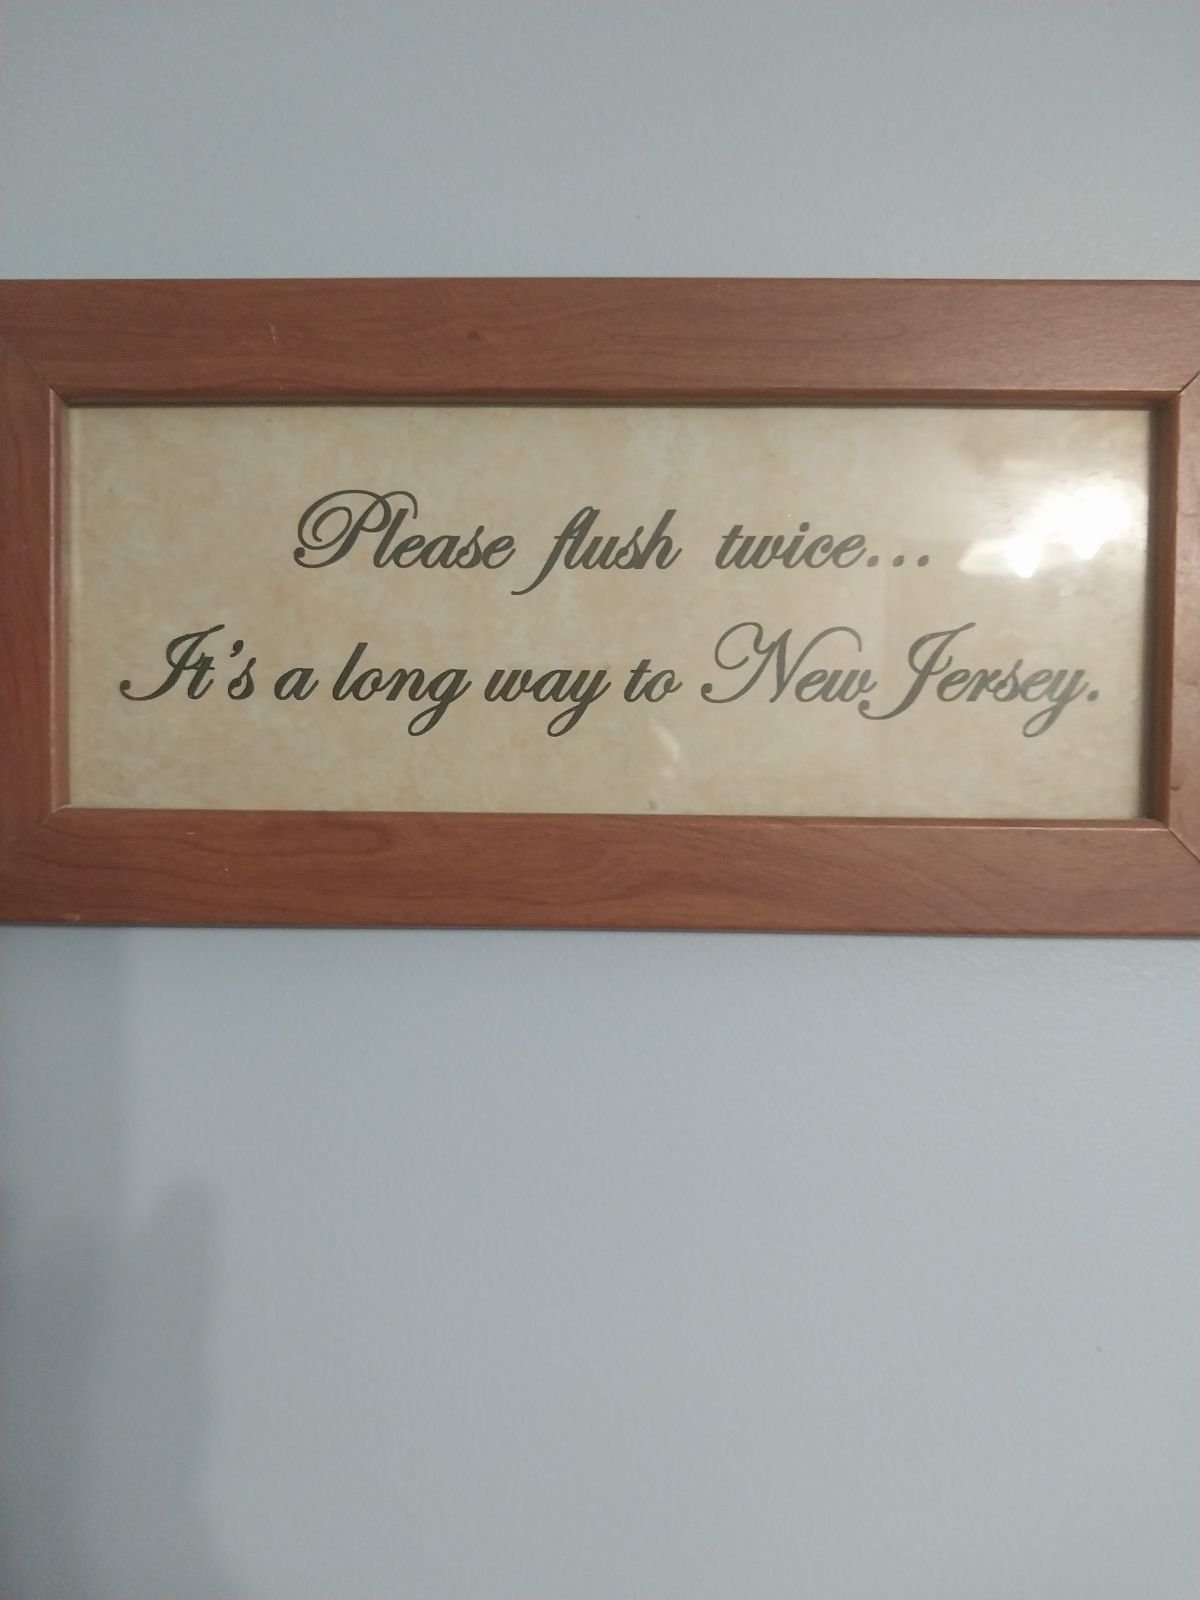 Please flush twice...
It's a long way to New Jersey.